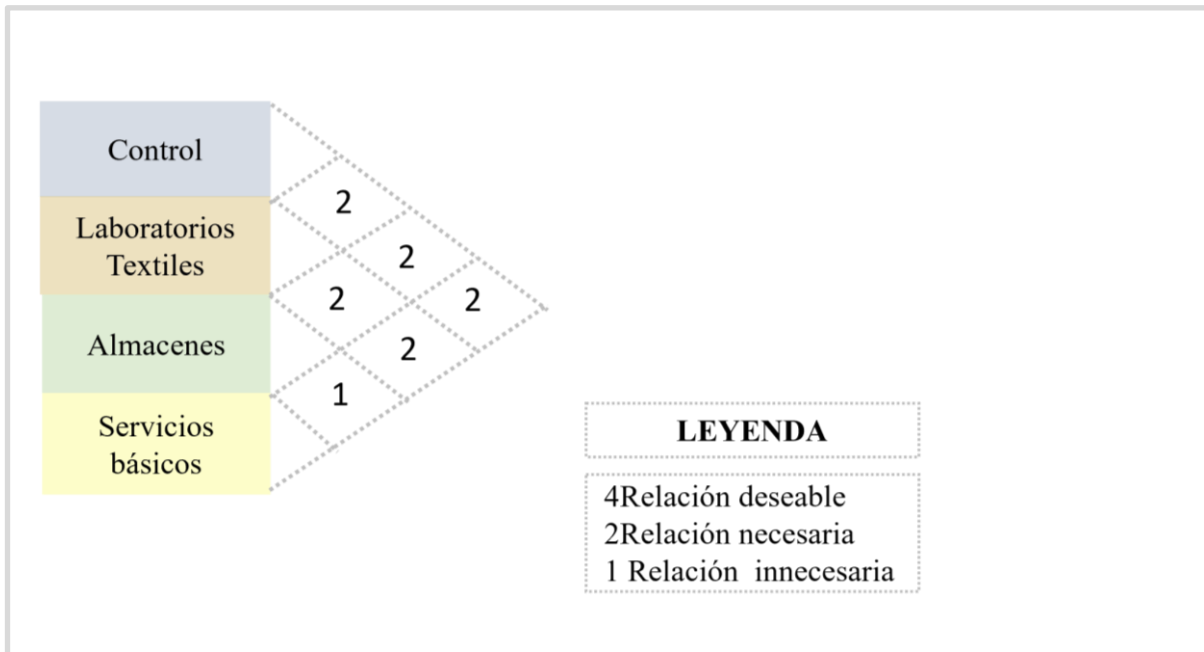 Control
2
Laboratorios
Textiles
2
2
2
Almacenes
2
1
Servicios
básicos
LEYENDA
4Relación deseable
2Relación necesaria
1 Relación innecesaria